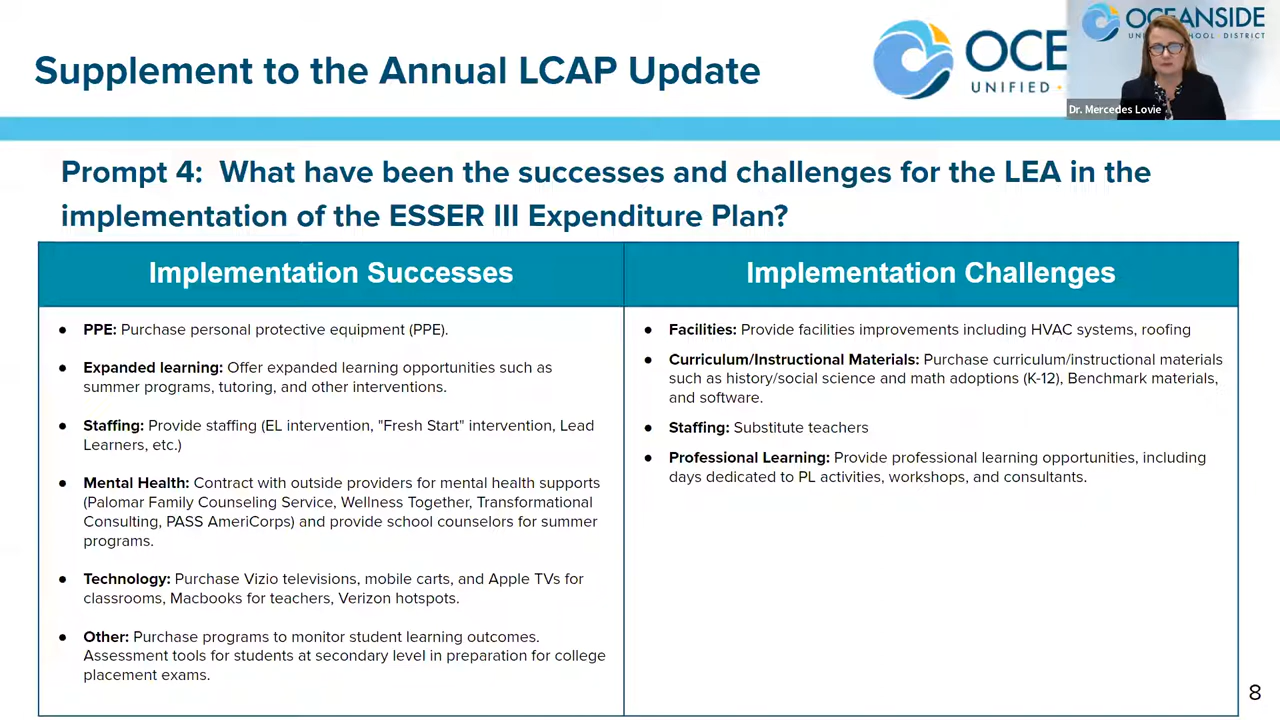 Supplement to the Annual LCAP Update
OCE
UNIFIED
OCEANSIDE
SCHOOL DISTRICT
Dr. Mercedes Lovie
Prompt 4: What have been the successes and challenges for the LEA in the
implementation of the ESSER III Expenditure Plan?
Implementation Successes
● PPE: Purchase personal protective equipment (PPE).
● Expanded learning: Offer expanded learning opportunities such as
summer programs, tutoring, and other interventions.
● Staffing: Provide staffing (EL intervention, "Fresh Start" intervention, Lead
Learners, etc.)
● Mental Health: Contract with outside providers for mental health supports
(Palomar Family Counseling Service, Wellness Together, Transformational
Consulting, PASS AmeriCorps) and provide school counselors for summer
programs.
● Technology: Purchase Vizio televisions, mobile carts, and Apple TVs for
classrooms, Macbooks for teachers, Verizon hotspots.
● Other: Purchase programs to monitor student learning outcomes.
Assessment tools for students at secondary level in preparation for college
placement exams.
Implementation Challenges
● Facilities: Provide facilities improvements including HVAC systems, roofing
● Curriculum/Instructional Materials: Purchase curriculum/instructional materials
such as history/social science and math adoptions (K-12), Benchmark materials,
and software.
● Staffing: Substitute teachers
● Professional Learning: Provide professional learning opportunities, including
days dedicated to PL activities, workshops, and consultants.
8